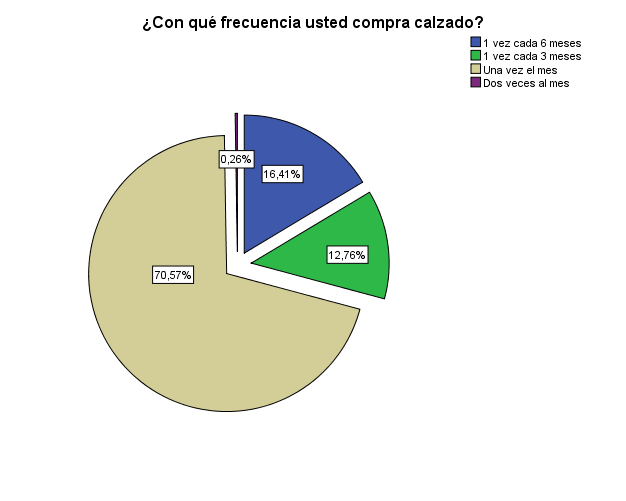 ¿Con qué frecuencia usted compra calzado?
1 vez cada 6 meses
1 vez cada 3 meses
Una vez el mes
Dos veces al mes
0,26%
16,41%
12,76%
70,57%